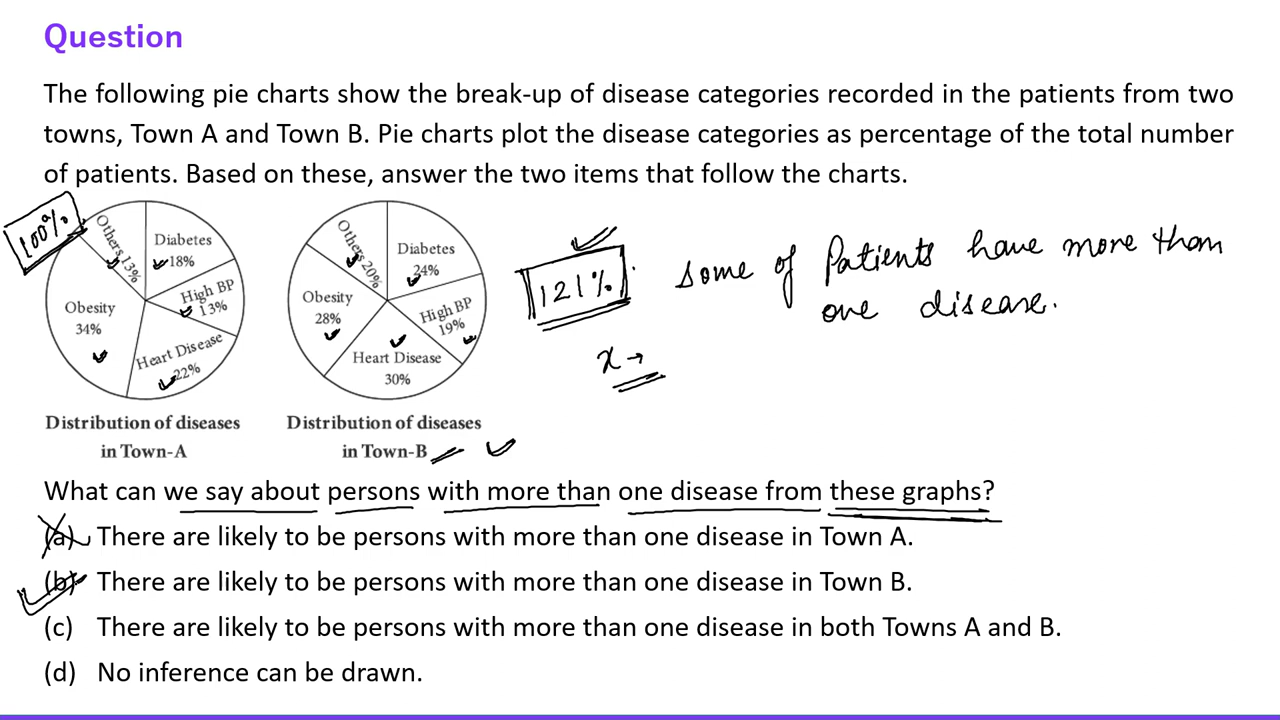 Question
The following pie charts show the break-up of disease categories recorded in the patients from two
towns, Town A and Town B. Pie charts plot the disease categories as percentage of the total number
of patients. Based on these, answer the two items that follow the charts.
100%
Others 13%
Diabetes
18%
High BP
13%
Heart Disease
22%
Obesity
34%
Distribution of diseases
in Town-A
Others 20%
Diabetes
24%
High BP
19%
Heart Disease
30%
Obesity
28%
Distribution of diseases
in Town-B
121%
Some of Patients have more than
one disease.
x →
What can we say about persons with more than one disease from these graphs?
(a) There are likely to be persons with more than one disease in Town A.
(b) There are likely to be persons with more than one disease in Town B.
(c) There are likely to be persons with more than one disease in both Towns A and B.
(d) No inference can be drawn.